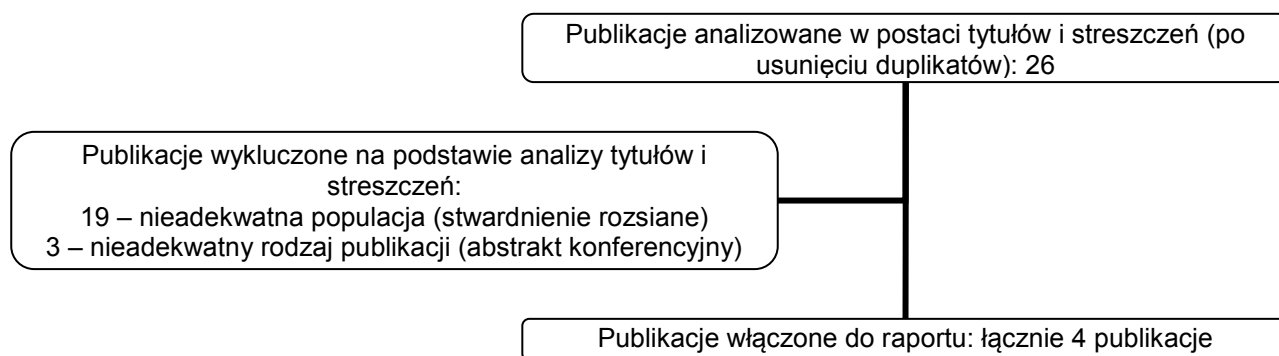 Publikacje analizowane w postaci tytułów i streszczeń (po
usunięciu duplikatów): 26
Publikacje wykluczone na podstawie analizy tytułów i
streszczeń:
19 – nieadekwatna populacja (stwardnienie rozsiane)
3 – nieadekwatny rodzaj publikacji (abstrakt konferencyjny)
Publikacje włączone do raportu: łącznie 4 publikacje